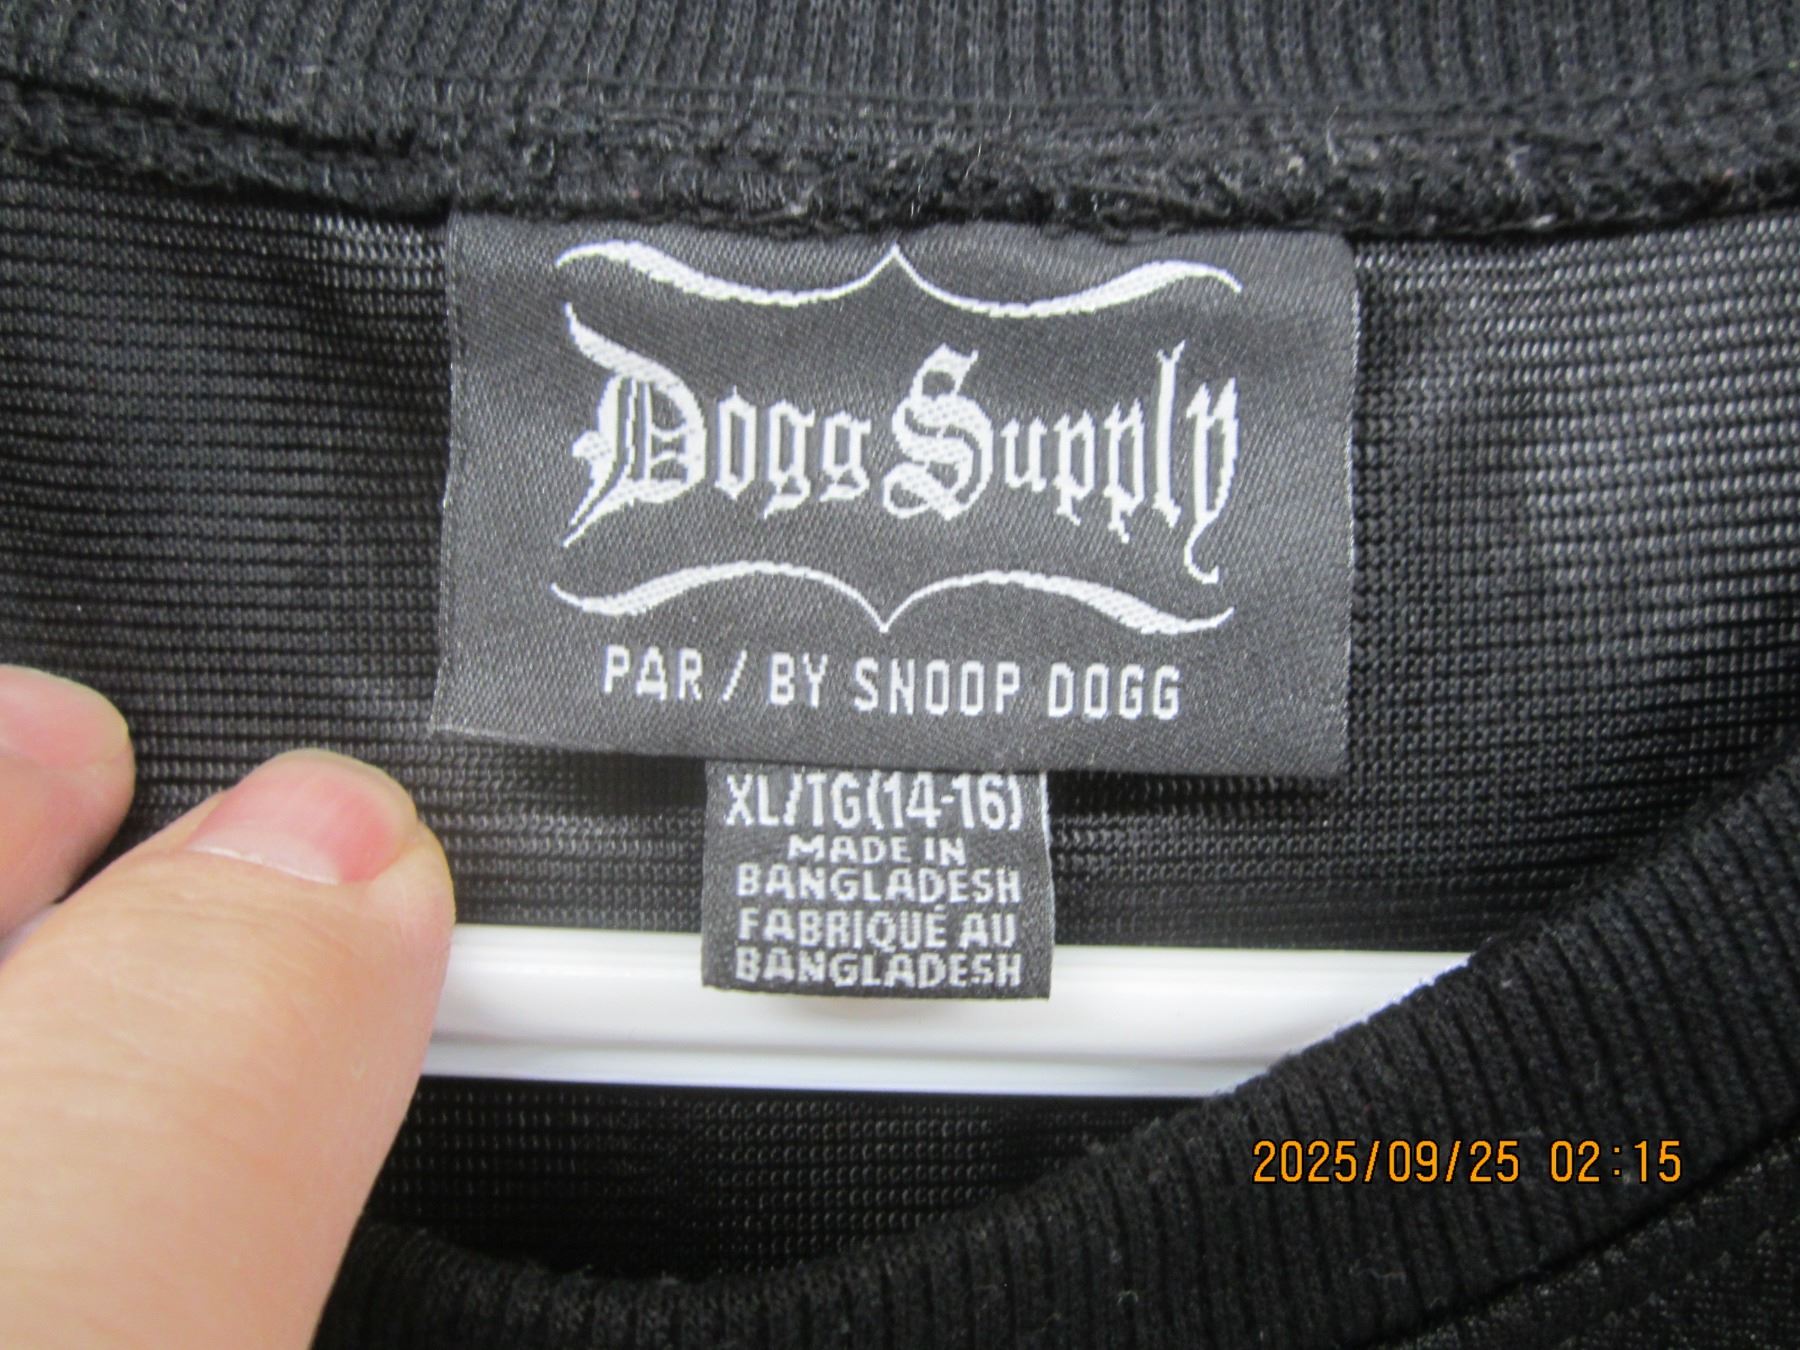 Dogg Supply
PAR / BY SNOOP DOGG
XL/TG(14-16)
MADE IN
BANGLADESH
FABRIQUÉ AU
BANGLADESH
2025/09/25 02:15